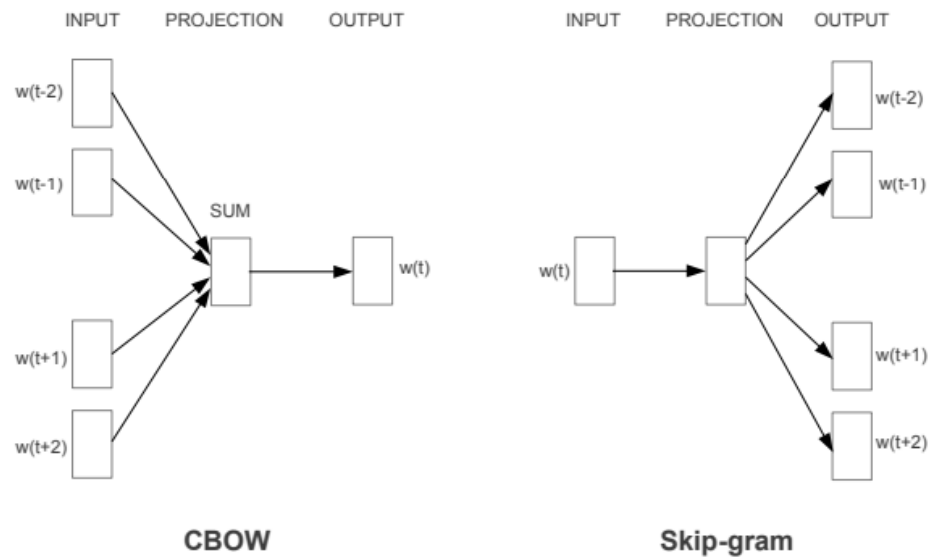 INPUT PROJECTION OUTPUT
w(t-2)
w(t-1)
SUM
w(t)
w(t+1)
w(t+2)
CBOW
INPUT PROJECTION OUTPUT
w(t-2)
w(t-1)
w(t)
w(t+1)
w(t+2)
Skip-gram